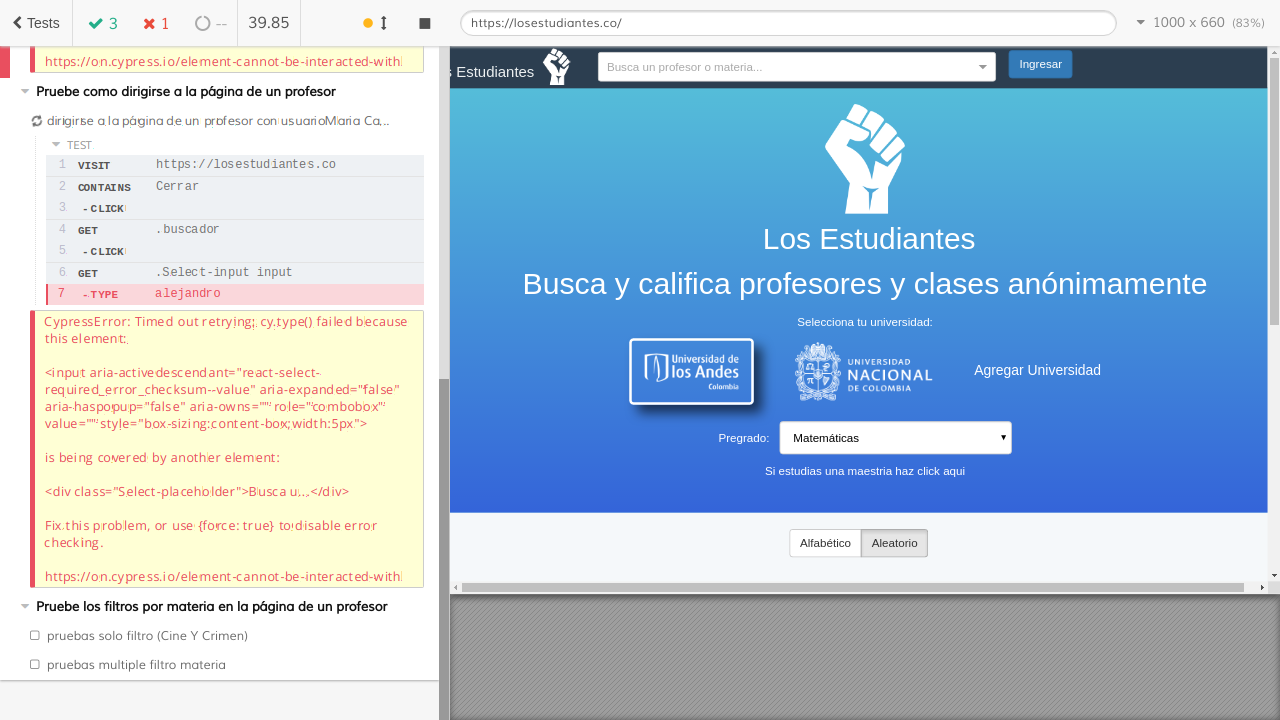 Tests
3
1
--
39.85
https://losestudiantes.co/
1000 x 660 (83%)
https://on.cypress.io/element-cannot-be-interacted-with
Pruebe como dirigirse a la página de un profesor
dirigirse a la página de un profesor con usuarioMaria Ca...
TEST
1 VISIT https://losestudiantes.co
2 CONTAINS Cerrar
3 - CLICK
4 GET .buscador
5 - CLICK
6 GET .Select-input input
7 - TYPE alejandro
CypressError: Timed out retrying: cy.type() failed because
this element:
<input aria-activedescendant="react-select-
required_error_checksum--value" aria-expanded="false"
aria-haspopup="false" aria-owns="" role="combobox"
value="" style="box-sizing:content-box;width:5px">
is being covered by another element:
<div class="Select-placeholder">Busca u...</div>
Fix this problem, or use {force: true} to disable error
checking.
https://on.cypress.io/element-cannot-be-interacted-with
Pruebe los filtros por materia en la página de un profesor
pruebas solo filtro (Cine Y Crimen)
pruebas multiple filtro materia
s Estudiantes
Busca un profesor o materia...
Ingresar
Los Estudiantes
Busca y califica profesores y clases anónimamente
Selecciona tu universidad:
Universidad de
los Andes
Colombia
UNIVERSIDAD
NACIONAL
DE COLOMBIA
Agregar Universidad
Pregrado: Matemáticas
Si estudias una maestria haz click aqui
Alfabético Aleatorio